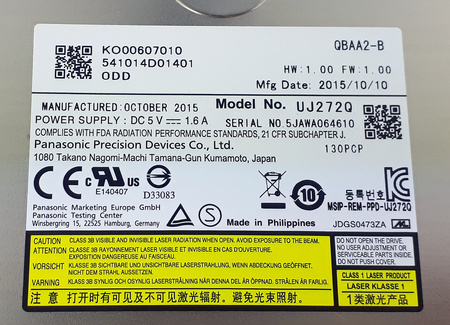 KO00607010
541014D01401
ODD
QBAA2-B
HW:1.00 FW:1.00
Mfg Date: 2015/10/10
MANUFACTURED:OCTOBER 2015 Model No. UJ272Q
POWER SUPPLY: DC 5 V 1.6 A SERIAL NO.5JAWA064610
COMPLIES WITH FDA RADIATION PERFORMANCE STANDARDS, 21 CFR SUBCHAPTER J.
Panasonic Precision Devices Co., Ltd.
1080 Takano Nagomi-Machi Tamana-Gun Kumamoto, Japan
130PCP
CE
E140407
D33083
10
등록번호
MSIP-REM-PPD-UJ272Q
Panasonic Marketing Europe GmbH
Panasonic Testing Center
Winsbergring 15, 22525 Hamburg, Germany
Made in Philippines
JDGS0473ZA
CAUTION CLASS 3B VISIBLE AND INVISIBLE LASER RADIATION WHEN OPEN. AVOID EXPOSURE TO THE BEAM.
ATTENTION CLASSE 3B RAYONNEMENT LASER VISIBLE ET INVISIBLE EN CAS D'OUVERTURE.
EXPOSITION DANGEREUSE AU FAISCEAU.
VORSICHT KLASSE 3B SICHTBARE UND UNSICHTBARE LASERSTRAHLUNG, WENN ABDECKUNG GEÖFFNET.
NICHT DEM STRAHL AUSSETZEN.
VARNING KLASS 3B SYNLIG OCH OSYNLIG LASERSTRÅLNING NÄR DENNA DEL ÄR ÖPPNAD. STRÅLEN ÄR FARLIG.
注意 打开时有可见及不可见激光辐射。避免光束照射。
DO NOT OPEN THE DRIVE.
NO USER ADJUSTMENT
OR USER REPLACEABLE
PARTS ARE INSIDE.
CLASS 1 LASER PRODUCT
LASER KLASSE 1
1类激光产品